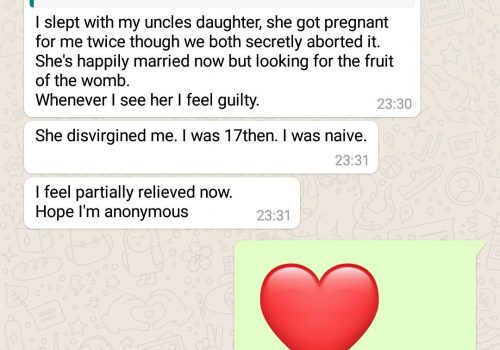 I slept with my uncles daughter, she got pregnant
for me twice though we both secretly aborted it.
She's happily married now but looking for the fruit
of the womb.
Whenever I see her I feel guilty.
23:30
She disvirgined me. I was 17then. I was naive.
23:31
I feel partially relieved now.
Hope I'm anonymous
23:31